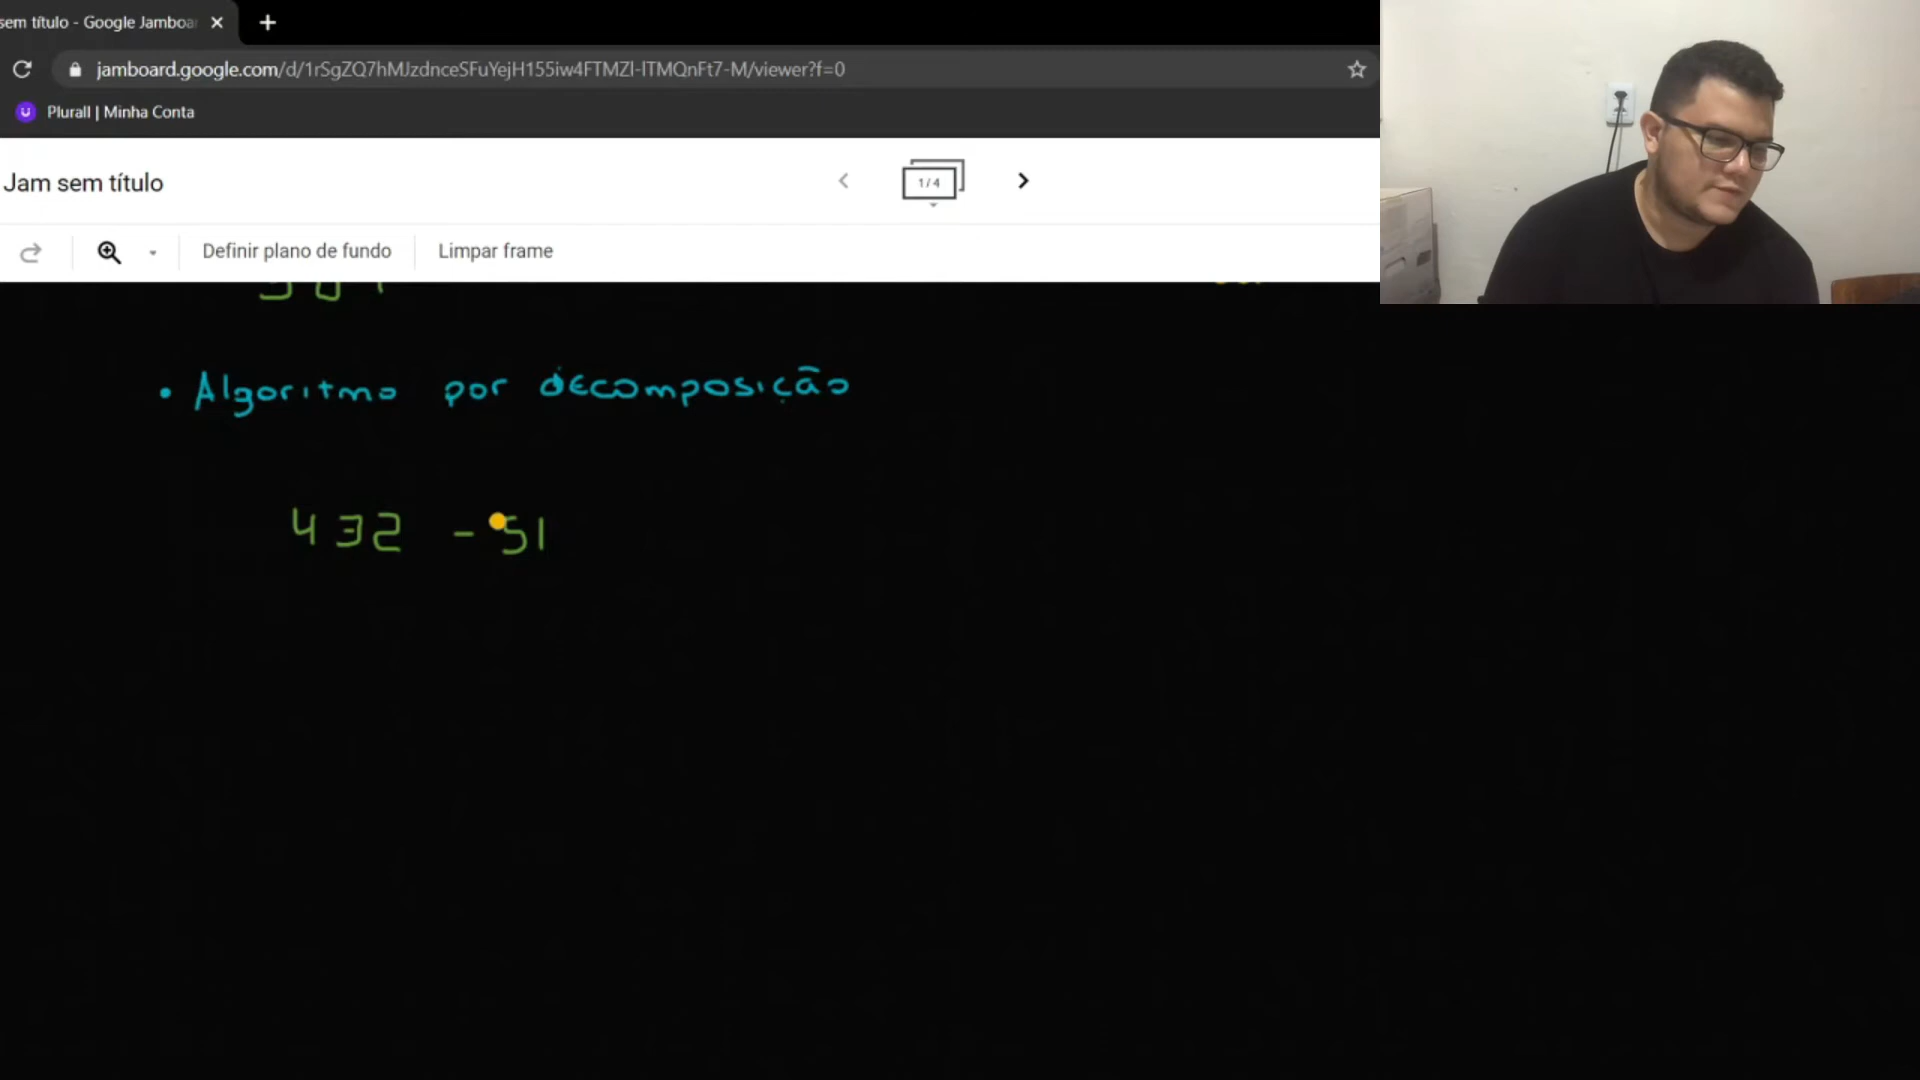 sem título - Google Jamboa
jamboard.google.com/d/1rSgZQ7hMJzdnceSFuYejH155iw4FTMZl-lTMQnFt7-M/viewer?f=0
Plurall | Minha Conta
Jam sem título
1/4
Definir plano de fundo
Limpar frame
• Algoritmo por decomposição
432 - 51